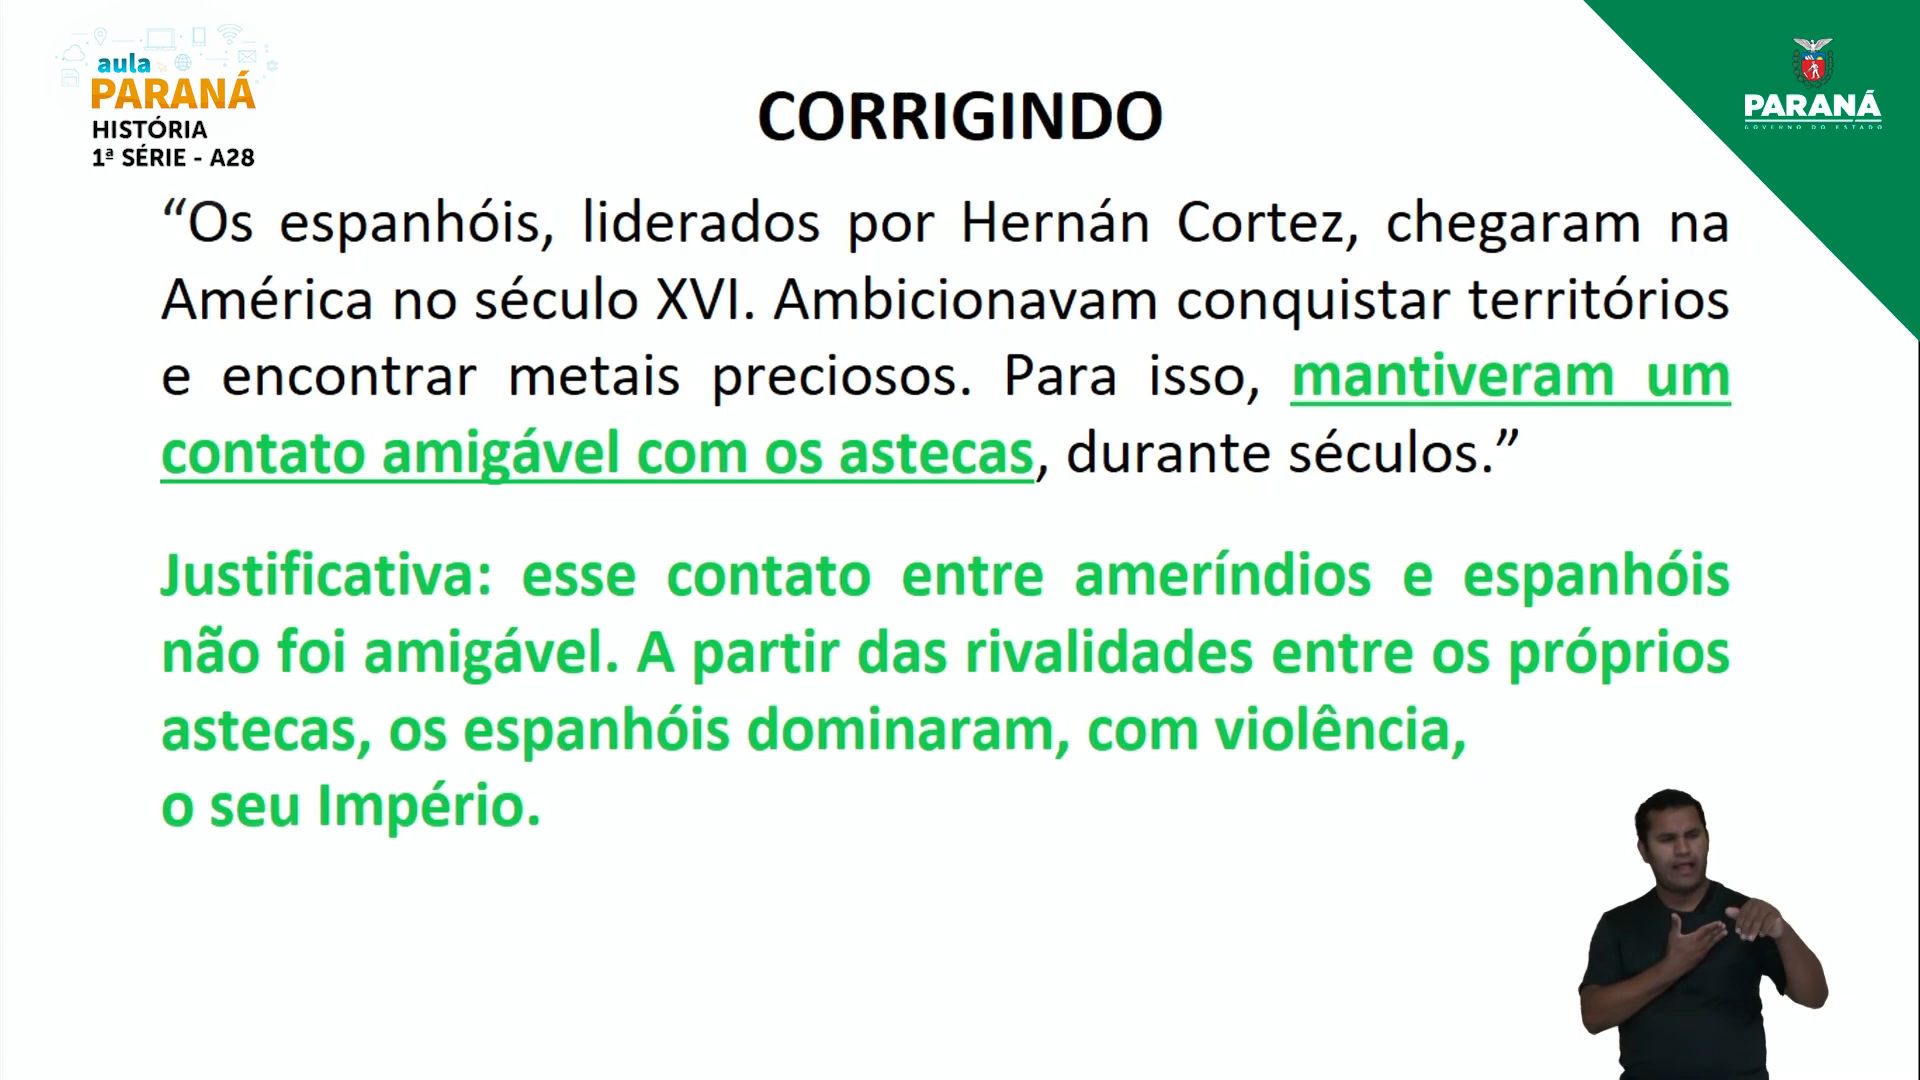 aula
PARANÁ
HISTÓRIA
1ª SÉRIE - A28
PARANÁ
GOVERNO DO ESTADO
CORRIGINDO
“Os espanhóis, liderados por Hernán Cortez, chegaram na
América no século XVI. Ambicionavam conquistar territórios
e encontrar metais preciosos. Para isso, mantiveram um
contato amigável com os astecas, durante séculos.”
Justificativa: esse contato entre ameríndios e espanhóis
não foi amigável. A partir das rivalidades entre os próprios
astecas, os espanhóis dominaram, com violência,
o seu Império.